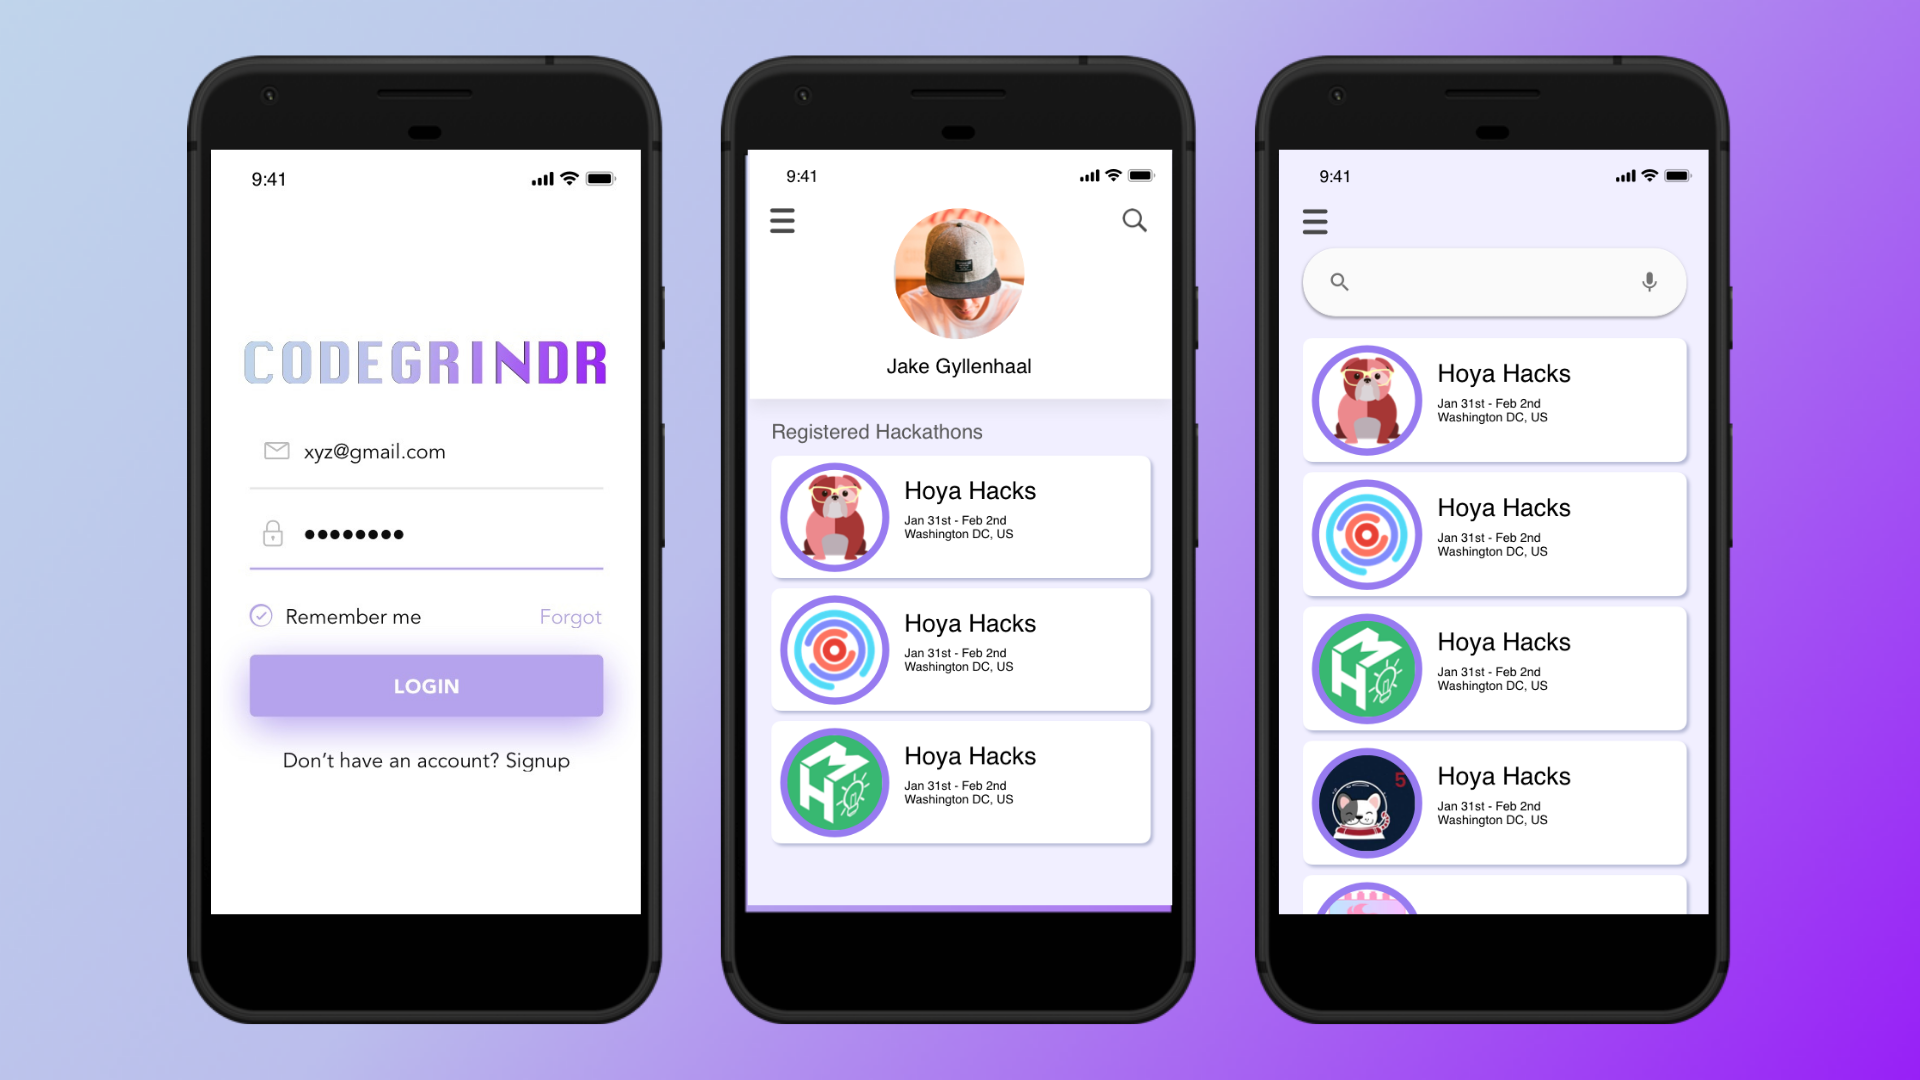 9:41
CODEGRINDR
xyz@gmail.com
Remember me
Forgot
LOGIN
Don't have an account? Signup
9:41
Jake Gyllenhaal
Registered Hackathons
Hoya Hacks
Jan 31st - Feb 2nd
Washington DC, US
Hoya Hacks
Jan 31st - Feb 2nd
Washington DC, US
MH
Hoya Hacks
Jan 31st - Feb 2nd
Washington DC, US
9:41
Hoya Hacks
Jan 31st - Feb 2nd
Washington DC, US
Hoya Hacks
Jan 31st - Feb 2nd
Washington DC, US
MH
Hoya Hacks
Jan 31st - Feb 2nd
Washington DC, US
5
Hoya Hacks
Jan 31st - Feb 2nd
Washington DC, US